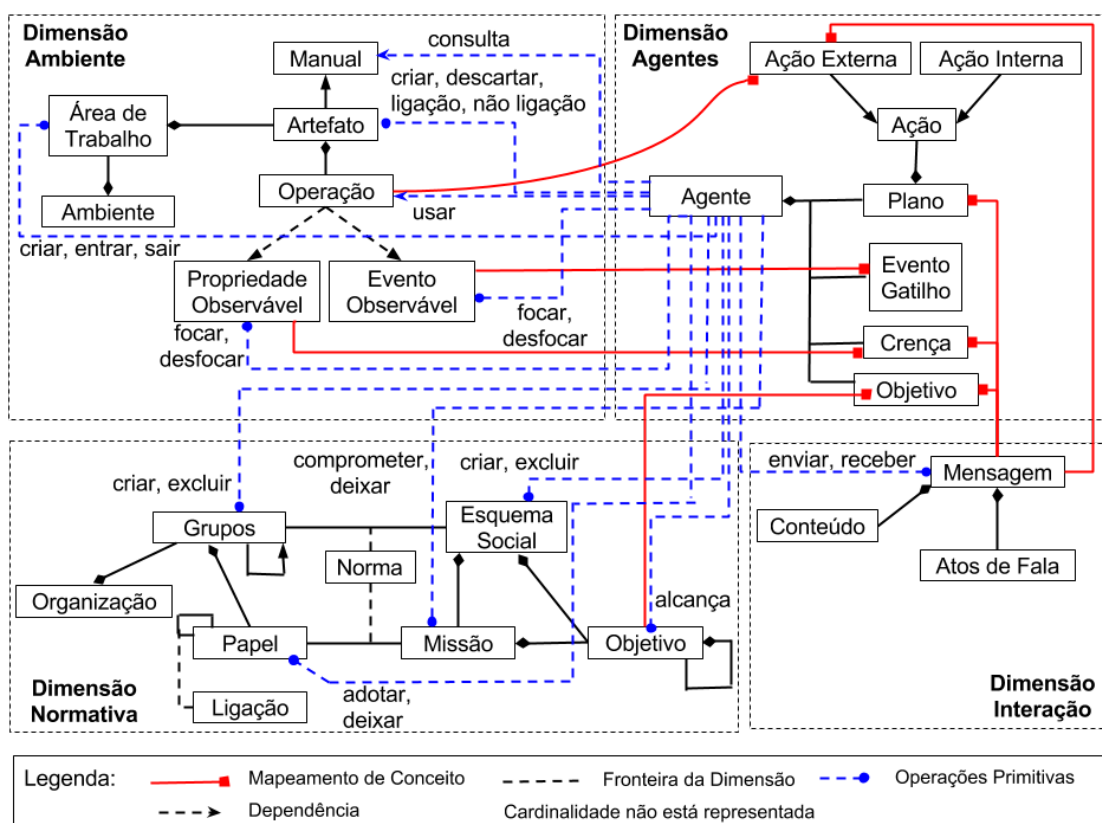 Dimensão
Ambiente
Manual
consulta
criar, descartar,
ligação, não ligação
Área de
Trabalho
Artefato
Operação
Ambiente
usar
criar, entrar, sair
Propriedade
Observável
Evento
Observável
focar,
desfocar
focar,
desfocar
Dimensão
Agentes
Ação Externa
Ação Interna
Ação
Agente
Plano
Evento
Gatilho
Crença
Objetivo
comprometer,
deixar
criar, excluir
criar, excluir
Grupos
Esquema
Social
Norma
Organização
alcança
Papel
Missão
Objetivo
Dimensão
Normativa
Ligação
adotar,
deixar
enviar, receber
Mensagem
Conteúdo
Atos de Fala
Dimensão
Interação
Legenda:
Mapeamento de Conceito
Fronteira da Dimensão
Operações Primitivas
Dependência
Cardinalidade não está representada